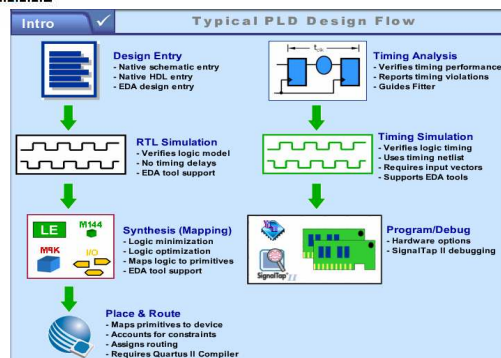 Intro
Typical PLD Design Flow
Design Entry
- Native schematic entry
- Native HDL entry
- EDA design entry
RTL Simulation
- Verifies logic model
- No timing delays
- EDA tool support
LE
M144
M4K
I/O
Synthesis (Mapping)
- Logic minimization
- Logic optimization
- Maps logic to primitives
- EDA tool support
Place & Route
- Maps primitives to device
- Accounts for constraints
- Assigns routing
- Requires Quartus II Compiler
Timing Analysis
- Verifies timing performance
- Reports timing violations
- Guides Fitter
Timing Simulation
- Verifies logic timing
- Uses timing netlist
- Requires input vectors
- Supports EDA tools
SignalTap II
Program/Debug
- Hardware options
- SignalTap II debugging